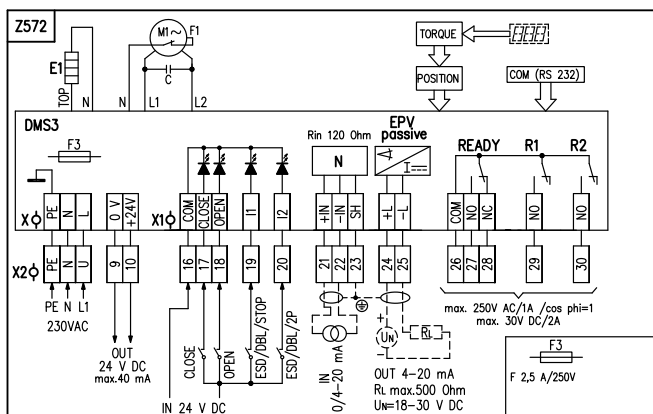 Z572
M1~
F1
E1
C
TORQUE
POSITION
COM (RS 232)
TOP
N
N
L1
L2
DMS3
F3
Rin 120 Ohm
N
EPV
passive
I
READY
R1
R2
X
PE
N
L
0 V
+24V
X1
COM
CLOSE
OPEN
I1
I2
+IN
-IN
SH
+L
-L
COM
NO
NC
NO
NO
X2
PE
N
U
9
10
16
17
18
19
20
21
22
23
24
25
26
27
28
29
30
PE N L1
230VAC
OUT
24 V DC
max.40 mA
CLOSE
OPEN
ESD/DBL/STOP
ESD/DBL/2P
IN 24 V DC
IN
0/4-20 mA
+
UN
-
RL
OUT 4-20 mA
RL max.500 Ohm
UN=18-30 V DC
max. 250V AC/1A /cos phi=1
max. 30V DC/2A
F3
F 2,5 A/250V